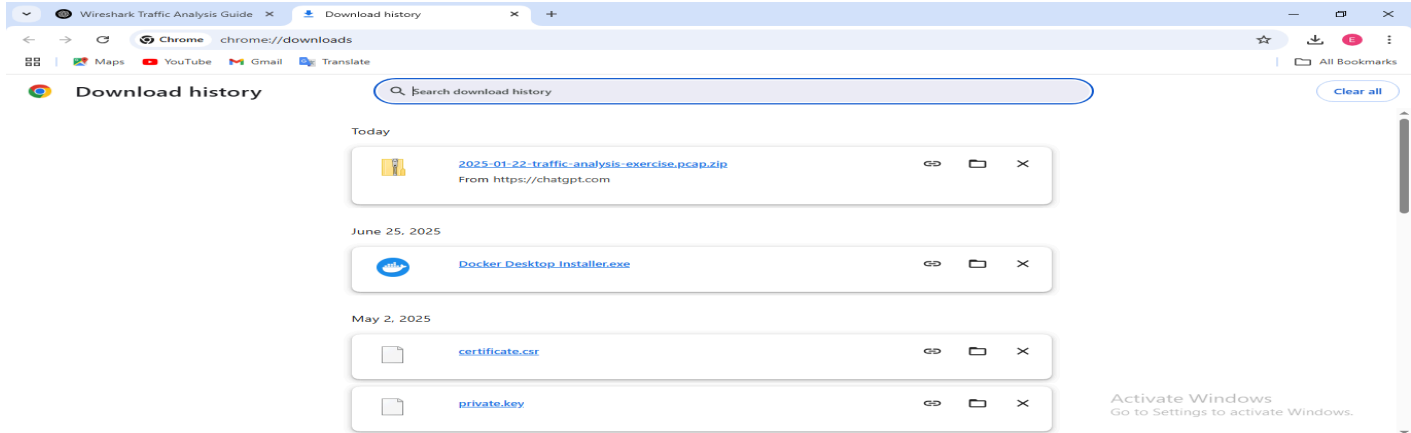 Wireshark Traffic Analysis Guide
Download history
Chrome
chrome://downloads
E
Maps
YouTube
Gmail
Translate
All Bookmarks
Download history
Search download history
Clear all
Today
2025-01-22-traffic-analysis-exercise.pcap.zip
From https://chatgpt.com
June 25, 2025
Docker Desktop Installer.exe
May 2, 2025
certificate.csr
private.key
Activate Windows
Go to Settings to activate Windows.